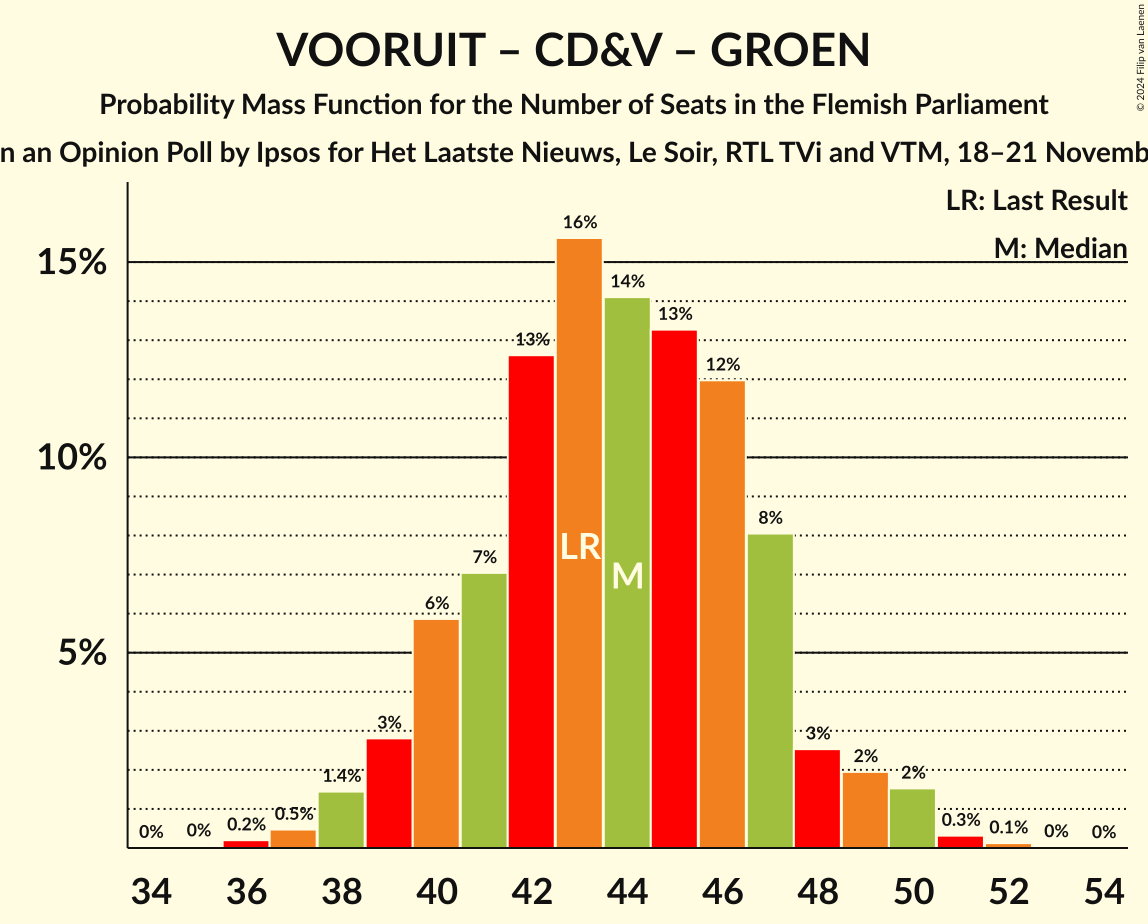 VOORUIT – CD&V – GROEN
Probability Mass Function for the Number of Seats in the Flemish Parliament
n an Opinion Poll by Ipsos for Het Laatste Nieuws, Le Soir, RTL TVi and VTM, 18–21 Novemb
© 2024 Filip van Laenen
LR: Last Result
M: Median
15%
10%
5%
0%
0%
0.2%
0.5%
1.4%
3%
6%
7%
13%
16%
14%
13%
12%
8%
3%
2%
2%
0.3%
0.1%
0%
0%
LR
M
34 36 38 40 42 44 46 48 50 52 54